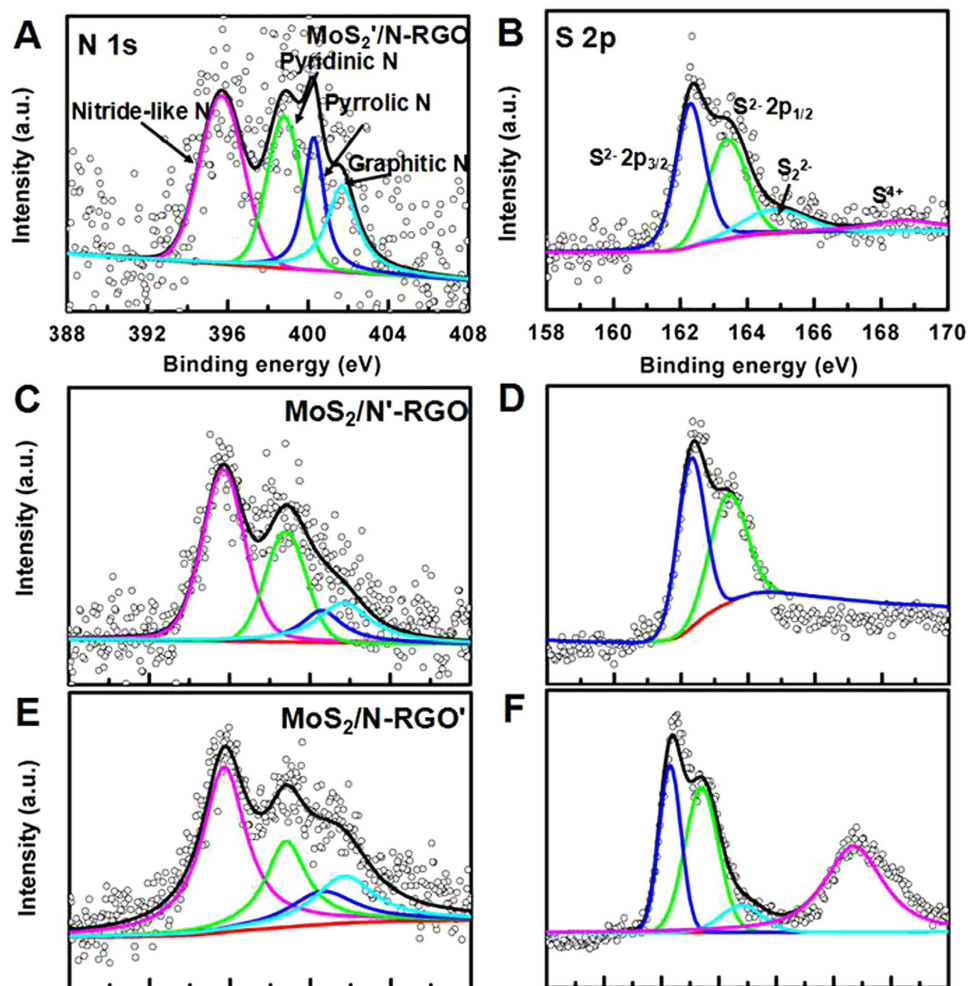 A
N 1s
MoS₂'/N-RGO
Pyridinic N
Pyrrolic N
Nitride-like N
Graphitic N
Intensity (a.u.)
388 392 396 400 404 408
Binding energy (eV)
B
S 2p
S²⁻ 2p₁/₂
S²⁻ 2p₃/₂
S₂²⁻
S⁴⁺
Intensity (a.u.)
158 160 162 164 166 168 170
Binding energy (eV)
C
MoS₂/N'-RGO
Intensity (a.u.)
D
E
MoS₂/N-RGO'
Intensity (a.u.)
F